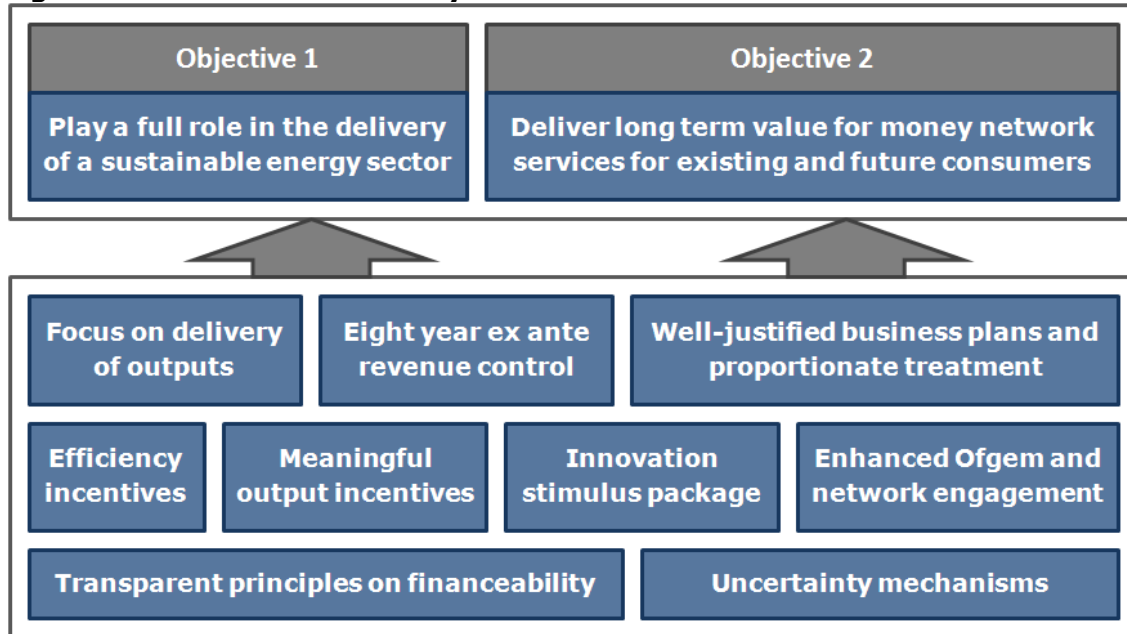 Objective 1
Objective 2
Play a full role in the delivery
of a sustainable energy sector
Deliver long term value for money network
services for existing and future consumers
Focus on delivery
of outputs
Eight year ex ante
revenue control
Well-justified business plans and
proportionate treatment
Efficiency
incentives
Meaningful
output incentives
Innovation
stimulus package
Enhanced Ofgem and
network engagement
Transparent principles on financeability
Uncertainty mechanisms